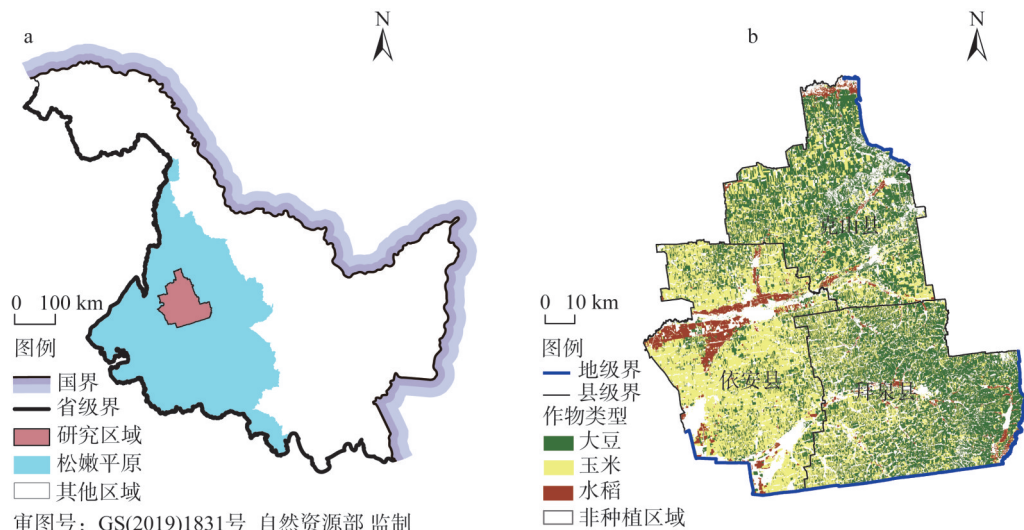 a
N
0 100 km
图例
国界
省级界
研究区域
松嫩平原
其他区域
审图号：GS(2019)1831号 自然资源部 监制
b
N
克山县
依安县
拜泉县
0 10 km
图例
地级界
县级界
作物类型
大豆
玉米
水稻
非种植区域